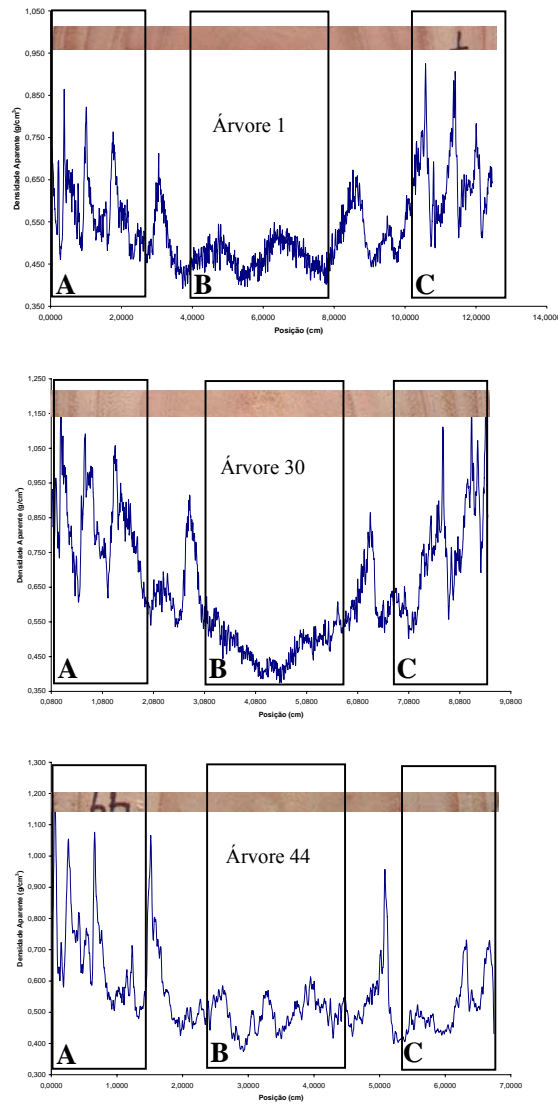 1,050
0,950
0,850
0,750
0,650
0,550
0,450
0,350
Densidade Aparente (g/cm³)
Árvore 1
A
B
C
0,0000 2,0000 4,0000 6,0000 8,0000 10,0000 12,0000 14,0000
Posição (cm)
1,250
1,150
1,050
0,950
0,850
0,750
0,650
0,550
0,450
0,350
Densidade Aparente (g/cm³)
Árvore 30
A
B
C
0,0800 1,0800 2,0800 3,0800 4,0800 5,0800 6,0800 7,0800 8,0800 9,0800
Posição (cm)
1,300
1,200
1,100
1,000
0,900
0,800
0,700
0,600
0,500
0,400
0,300
Densidade Aparente (g/cm³)
Árvore 44
A
B
C
0,0000 1,0000 2,0000 3,0000 4,0000 5,0000 6,0000 7,0000
Posição (cm)